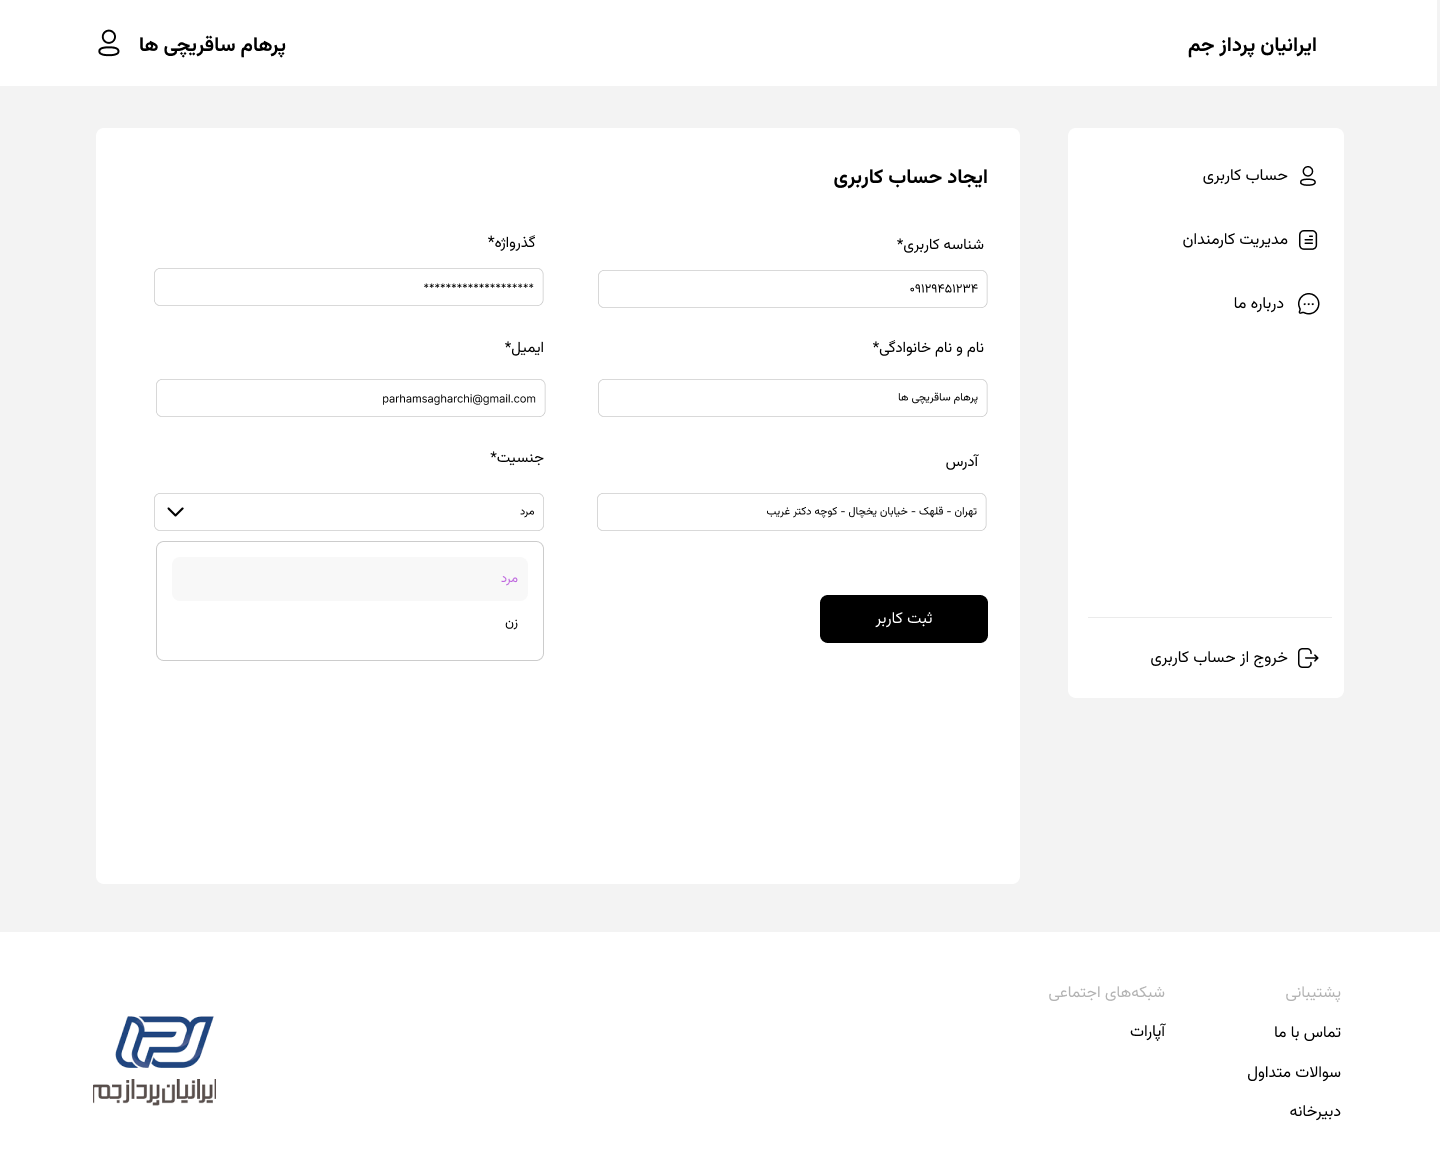 ایرانیان پرداز جم
پرهام ساقریچی ها
حساب کاربری
مدیریت کارمندان
درباره ما
خروج از حساب کاربری
ایجاد حساب کاربری
شناسه کاربری*
گذرواژه*
۰۹۱۲۹۴۵۱۲۳۴
********************
نام و نام خانوادگی*
ایمیل*
پرهام ساقریچی ها
parhamsagharchi@gmail.com
آدرس
جنسیت*
تهران - قلهک - خیابان یخچال - کوچه دکتر غریب
مرد
مرد
زن
ثبت کاربر
پشتیبانی
تماس با ما
سوالات متداول
دبیرخانه
شبکه‌های اجتماعی
آپارات
ایرانیان پرداز جم